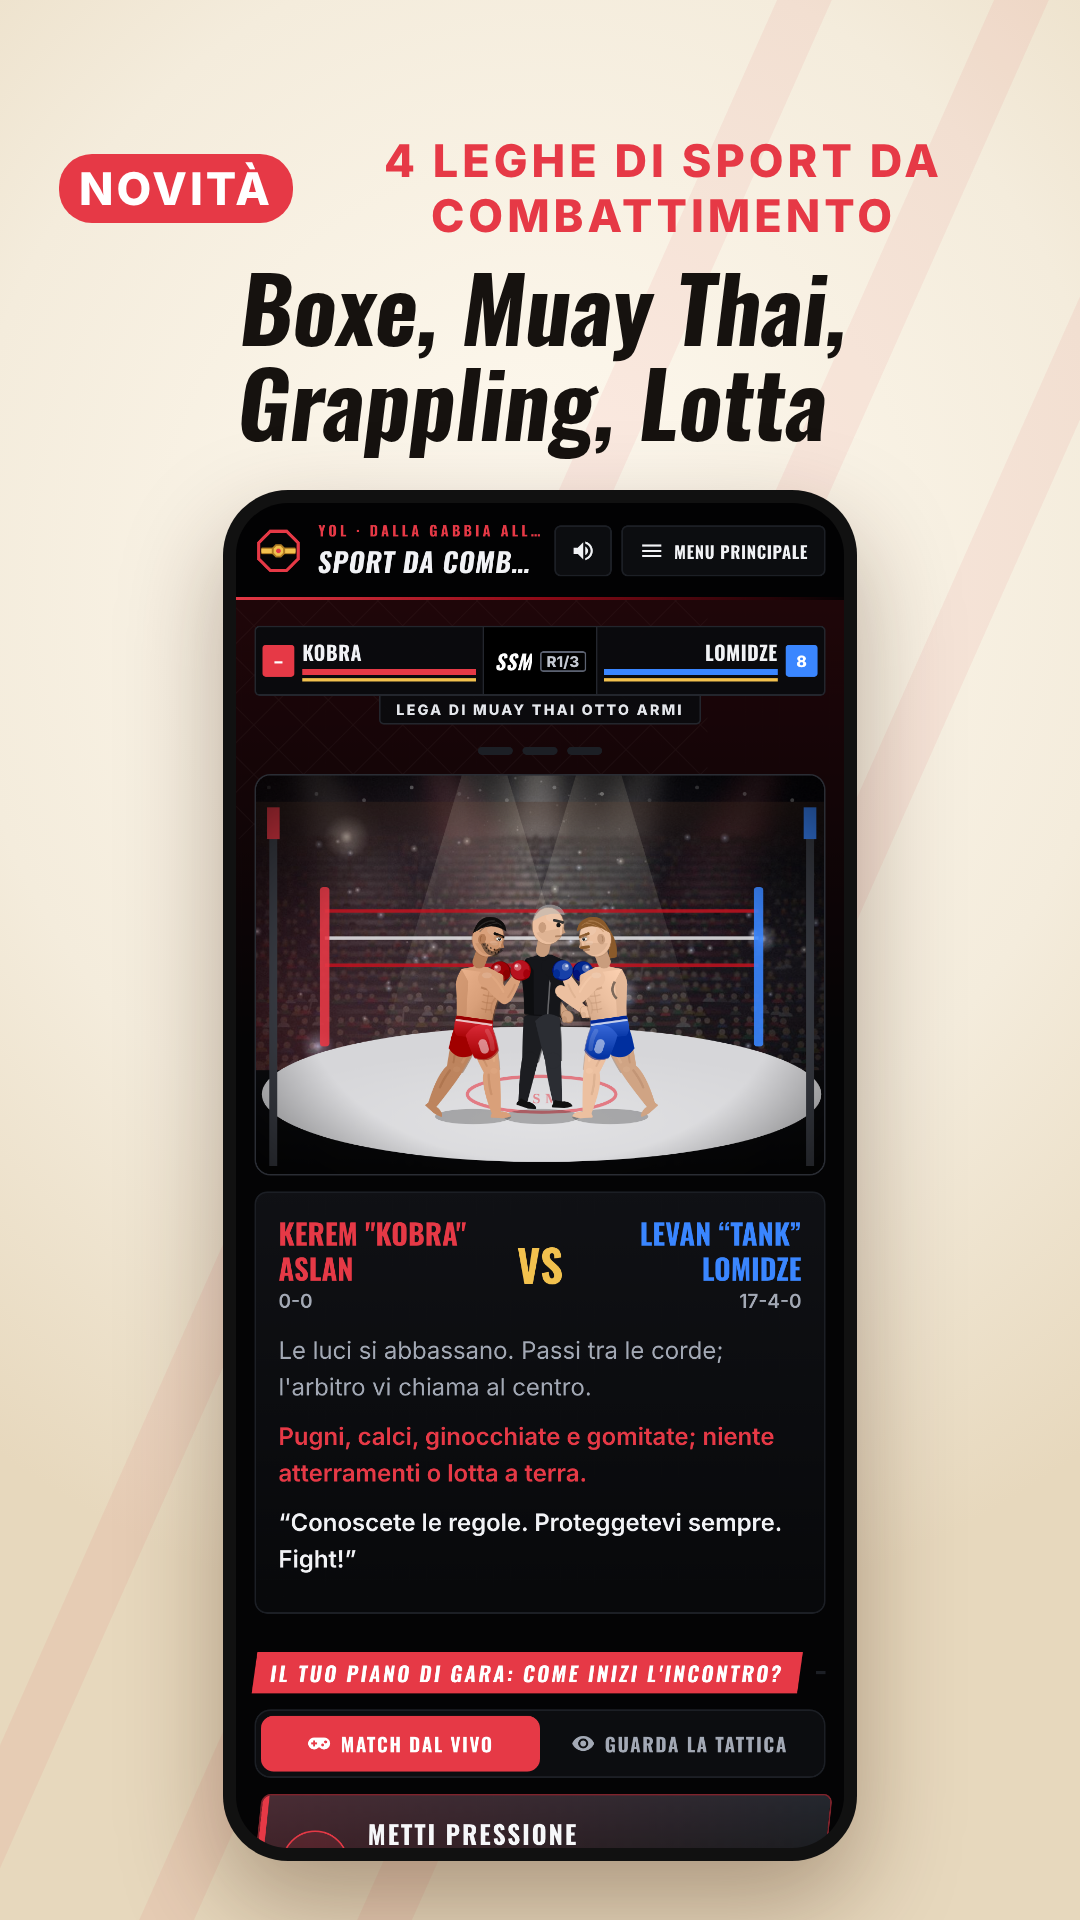 NOVITÀ
4 LEGHE DI SPORT DA
COMBATTIMENTO
Boxe, Muay Thai,
Grappling, Lotta
YOL · DALLA GABBIA ALL...
SPORT DA COMB...
MENU PRINCIPALE
-
KOBRA
SSM R1/3
LOMIDZE
8
LEGA DI MUAY THAI OTTO ARMI
KEREM "KOBRA"
ASLAN
0-0
VS
LEVAN “TANK”
LOMIDZE
17-4-0
Le luci si abbassano. Passi tra le corde;
l'arbitro vi chiama al centro.
Pugni, calci, ginocchiate e gomitate; niente
atterramenti o lotta a terra.
“Conoscete le regole. Proteggetevi sempre.
Fight!”
IL TUO PIANO DI GARA: COME INIZI L'INCONTRO?
MATCH DAL VIVO
GUARDA LA TATTICA
METTI PRESSIONE